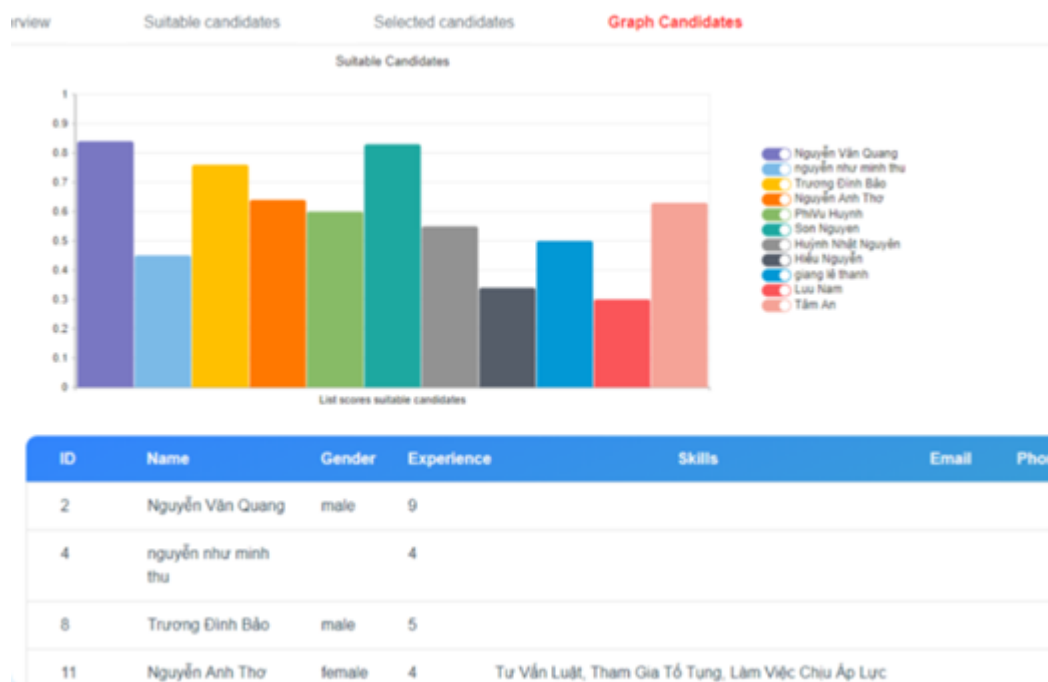 rview Suitable candidates Selected candidates Graph Candidates
Suitable Candidates
1
0.9
0.8
0.7
0.6
0.5
0.4
0.3
0.2
0.1
0
List scores suitable candidates
Nguyễn Văn Quang
nguyễn như minh thu
Trương Đình Bảo
Nguyễn Anh Thơ
PhiVu Huynh
Son Nguyen
Huỳnh Nhật Nguyên
Hiếu Nguyễn
giang lê thanh
Luu Nam
Tâm An
ID Name Gender Experience Skills Email Phon
2 Nguyễn Văn Quang male 9
4 nguyễn như minh 4
thu
8 Trương Đình Bảo male 5
11 Nguyễn Anh Thơ female 4 Tư Vấn Luật, Tham Gia Tố Tụng, Làm Việc Chịu Áp Lực